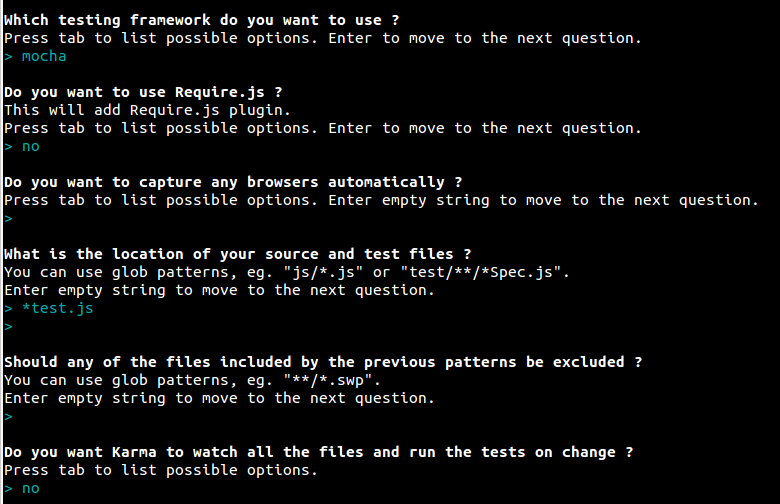 Which testing framework do you want to use ?
Press tab to list possible options. Enter to move to the next question.
> mocha
Do you want to use Require.js ?
This will add Require.js plugin.
Press tab to list possible options. Enter to move to the next question.
> no
Do you want to capture any browsers automatically ?
Press tab to list possible options. Enter empty string to move to the next question.
>
What is the location of your source and test files ?
You can use glob patterns, eg. "js/*.js" or "test/**/*Spec.js".
Enter empty string to move to the next question.
> *test.js
>
Should any of the files included by the previous patterns be excluded ?
You can use glob patterns, eg. "**/*.swp".
Enter empty string to move to the next question.
>
Do you want Karma to watch all the files and run the tests on change ?
Press tab to list possible options.
> no